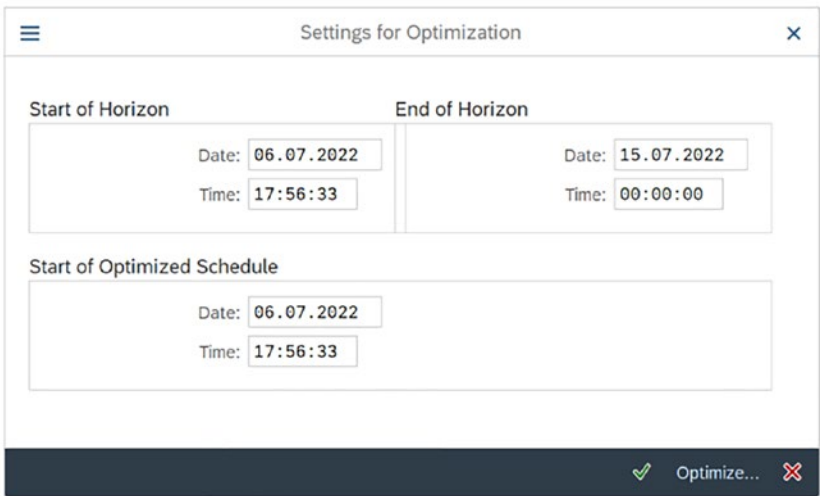 Settings for Optimization
Start of Horizon End of Horizon
Date: 06.07.2022 Date: 15.07.2022
Time: 17:56:33 Time: 00:00:00
Start of Optimized Schedule
Date: 06.07.2022
Time: 17:56:33
Optimize...